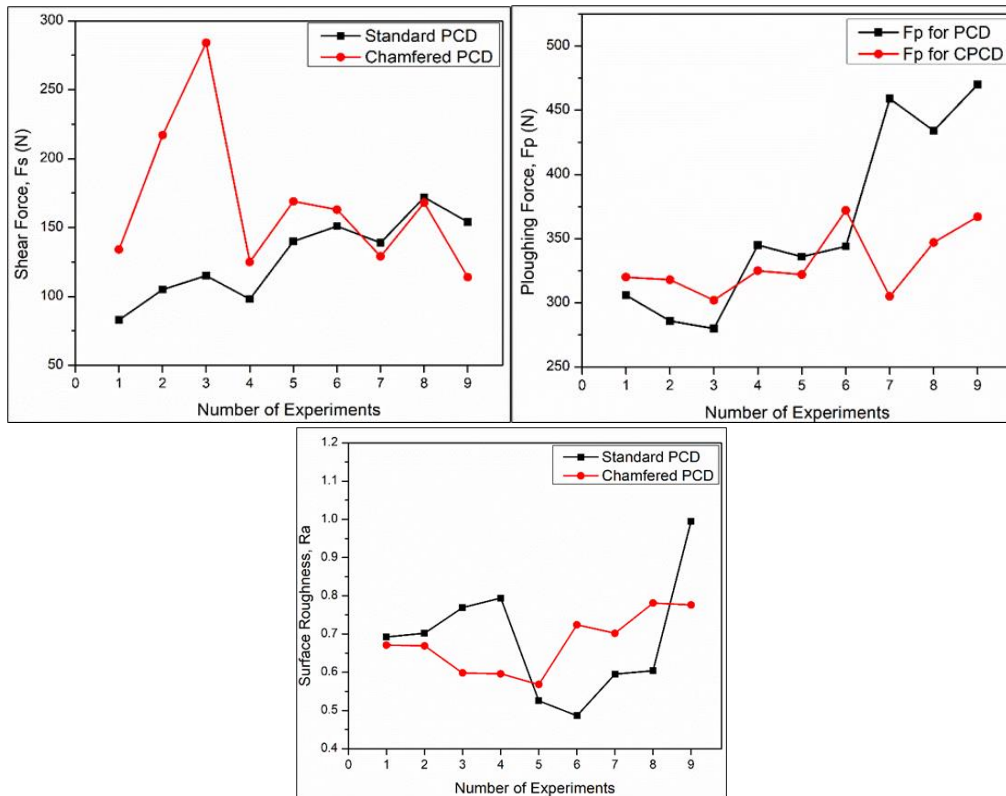 300
250
200
150
100
50
Shear Force, Fs (N)
Standard PCD
Chamfered PCD
0 1 2 3 4 5 6 7 8 9
Number of Experiments
500
450
400
350
300
250
Ploughing Force, Fp (N)
Fp for PCD
Fp for CPCD
0 1 2 3 4 5 6 7 8 9
Number of Experiments
1.2
1.1
1.0
0.9
0.8
0.7
0.6
0.5
0.4
Surface Roughness, Ra
Standard PCD
Chamfered PCD
0 1 2 3 4 5 6 7 8 9
Number of Experiments